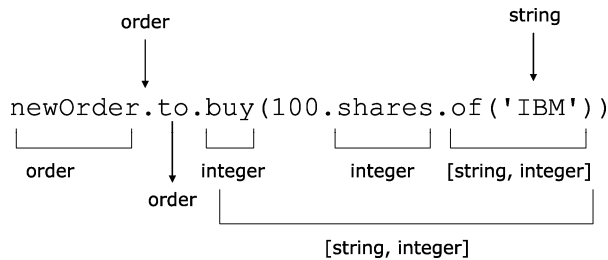 order string
newOrder.to.buy(100.shares.of('IBM'))
order integer integer [string, integer]
order
[string, integer]